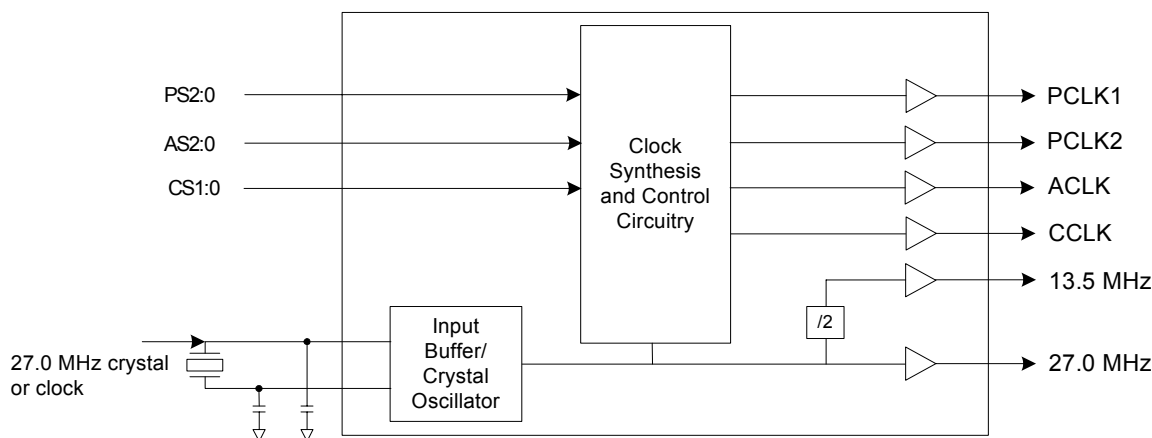 PS2:0
AS2:0
CS1:0
Clock
Synthesis
and Control
Circuitry
PCLK1
PCLK2
ACLK
CCLK
13.5 MHz
/2
27.0 MHz
Input
Buffer/
Crystal
Oscillator
27.0 MHz crystal
or clock